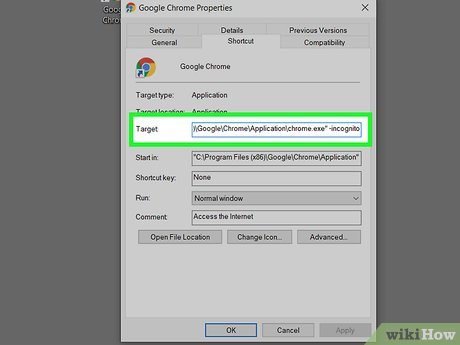 Goog
Chro
Google Chrome Properties
Security Details Previous Versions
General Shortcut Compatibility
Google Chrome
Target type: Application
Target location: Application
Target \Google\Chrome\Application\chrome.exe" -incognito
Start in: "C:\Program Files (x86)\Google\Chrome\Application"
Shortcut key: None
Run: Normal window
Comment: Access the Internet
Open File Location Change Icon... Advanced...
OK Cancel Apply
wikiHow